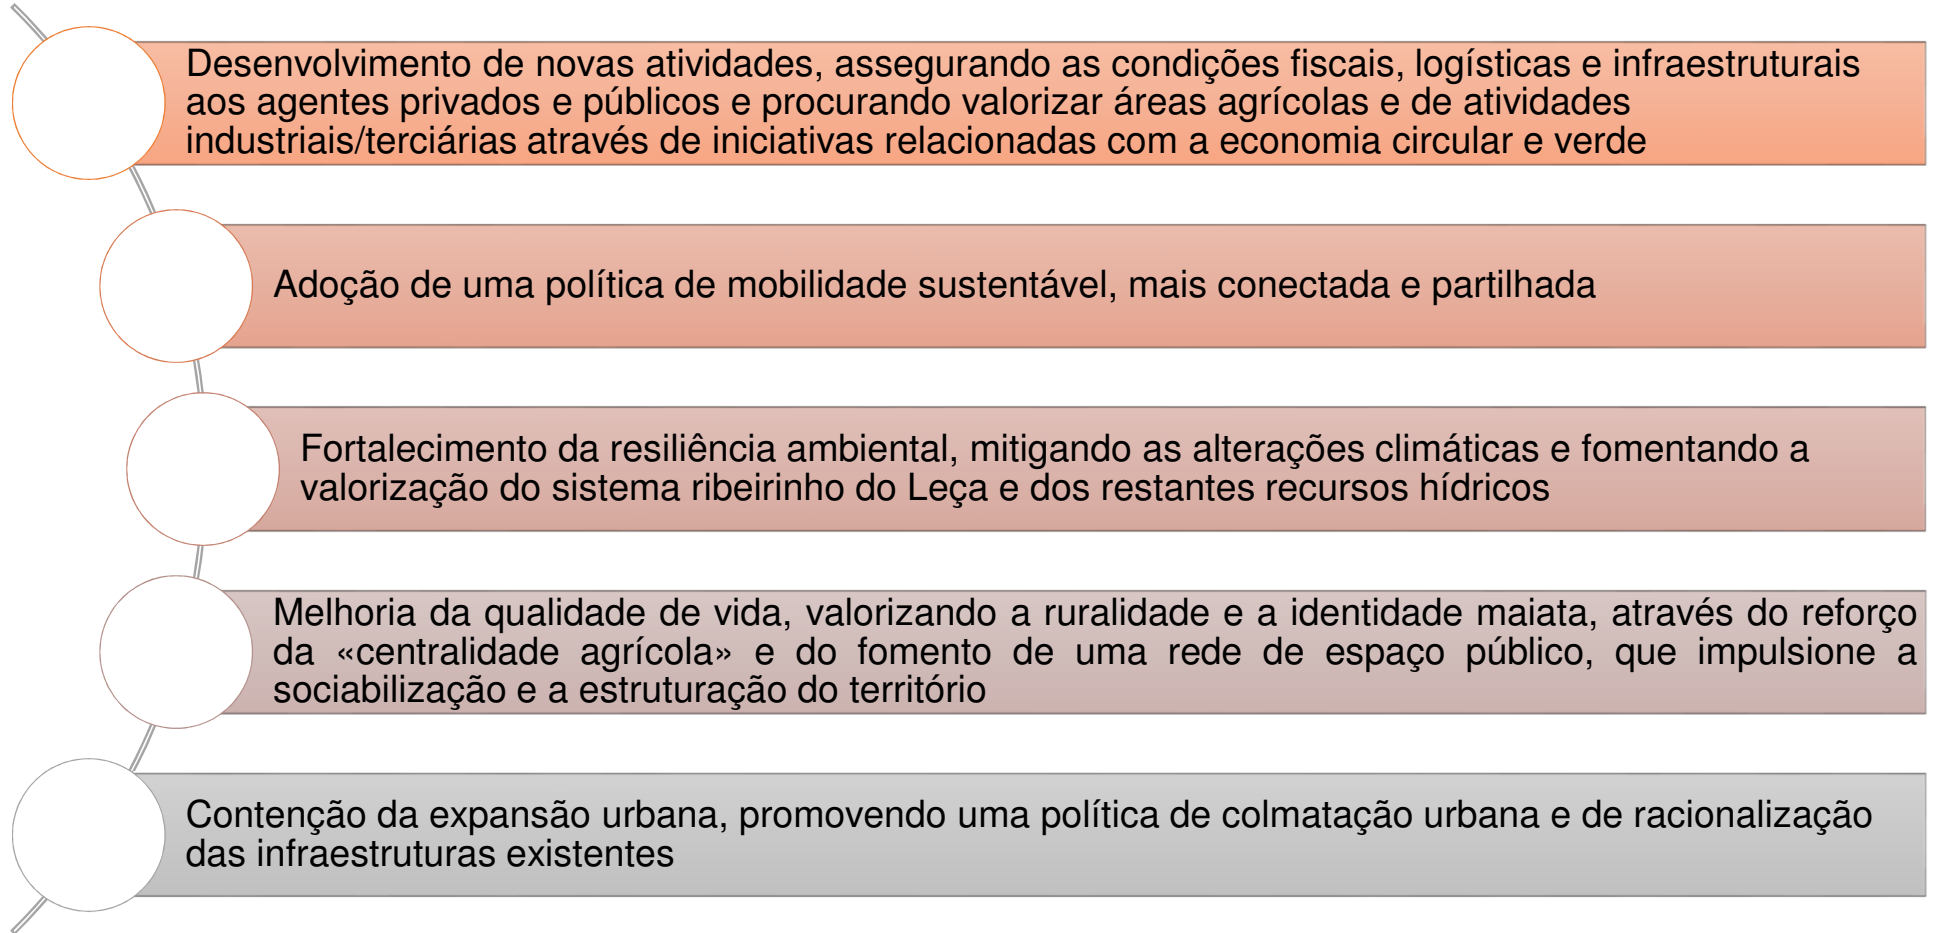 Desenvolvimento de novas atividades, assegurando as condições fiscais, logísticas e infraestruturais
aos agentes privados e públicos e procurando valorizar áreas agrícolas e de atividades
industriais/terciárias através de iniciativas relacionadas com a economia circular e verde
Adoção de uma política de mobilidade sustentável, mais conectada e partilhada
Fortalecimento da resiliência ambiental, mitigando as alterações climáticas e fomentando a
valorização do sistema ribeirinho do Leça e dos restantes recursos hídricos
Melhoria da qualidade de vida, valorizando a ruralidade e a identidade maiata, através do reforço
da «centralidade agrícola» e do fomento de uma rede de espaço público, que impulsione a
sociabilização e a estruturação do território
Contenção da expansão urbana, promovendo uma política de colmatação urbana e de racionalização
das infraestruturas existentes